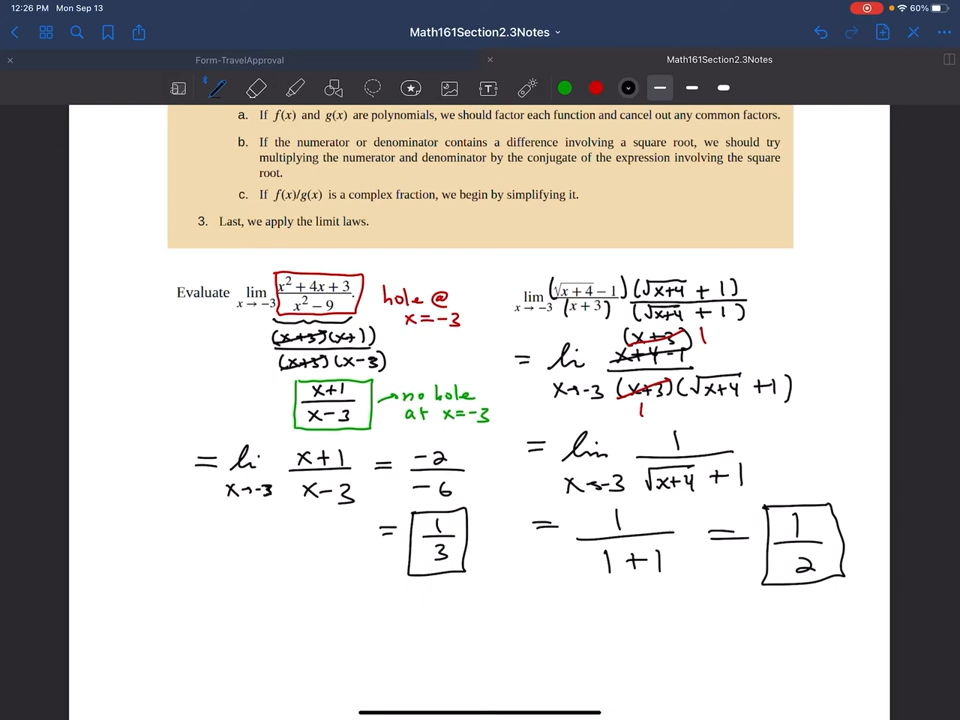 12:26 PM Mon Sep 13
60%
Math161Section2.3Notes
Form-TravelApproval
Math161Section2.3Notes
a. If f(x) and g(x) are polynomials, we should factor each function and cancel out any common factors.
b. If the numerator or denominator contains a difference involving a square root, we should try
multiplying the numerator and denominator by the conjugate of the expression involving the square
root.
c. If f(x)/g(x) is a complex fraction, we begin by simplifying it.
3. Last, we apply the limit laws.
Evaluate lim x → −3 (x² + 4x + 3)/(x² − 9).
hole @
x = −3
(x+3)(x+1)
(x+3)(x−3)
x+1
x−3
→ no hole
at x = −3
= lim x→−3 (x+1)/(x−3) = −2/−6
= 1/3
lim x → −3 (√x+4 − 1)/(x + 3) (√x+4 + 1)/(√x+4 + 1)
(x+3) 1
= lim x→−3 (x+4−1)/((x+3)(√x+4 + 1))
1
= lim x→−3 1/(√x+4 + 1)
= 1/(1+1) = 1/2